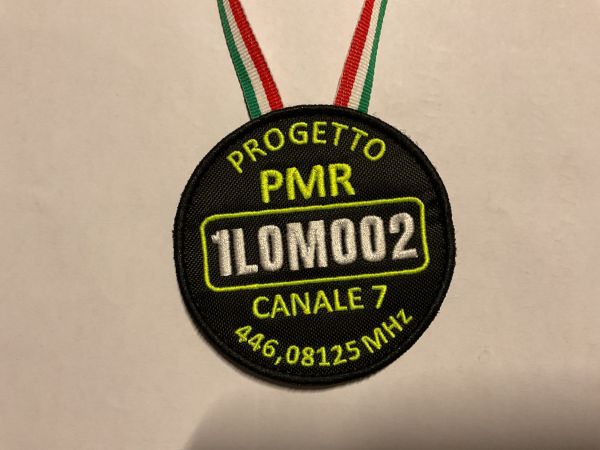 PROGETTO
PMR
1LOM002
CANALE 7
446,08125 MHz